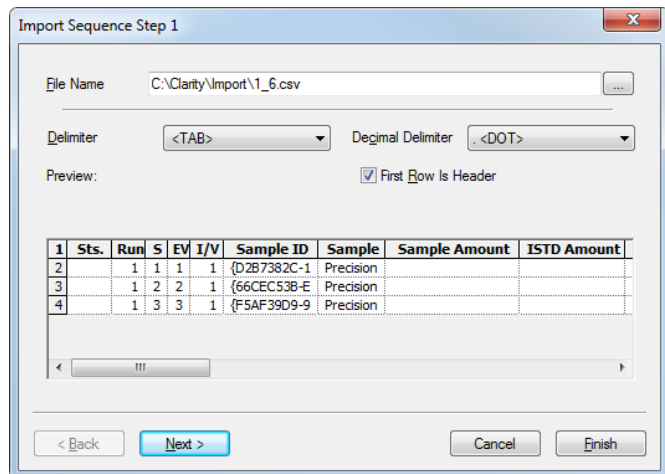 Import Sequence Step 1
File Name C:\Clarity\Import\1_6.csv ...
Delimiter <TAB> Decimal Delimiter . <DOT>
Preview: First Row Is Header
1 Sts. Run S EV I/V Sample ID Sample Sample Amount ISTD Amount
2 1 1 1 1 {D2B7382C-1 Precision
3 1 2 2 1 {66CEC53B-E Precision
4 1 3 3 1 {F5AF39D9-9 Precision
< Back Next > Cancel Finish